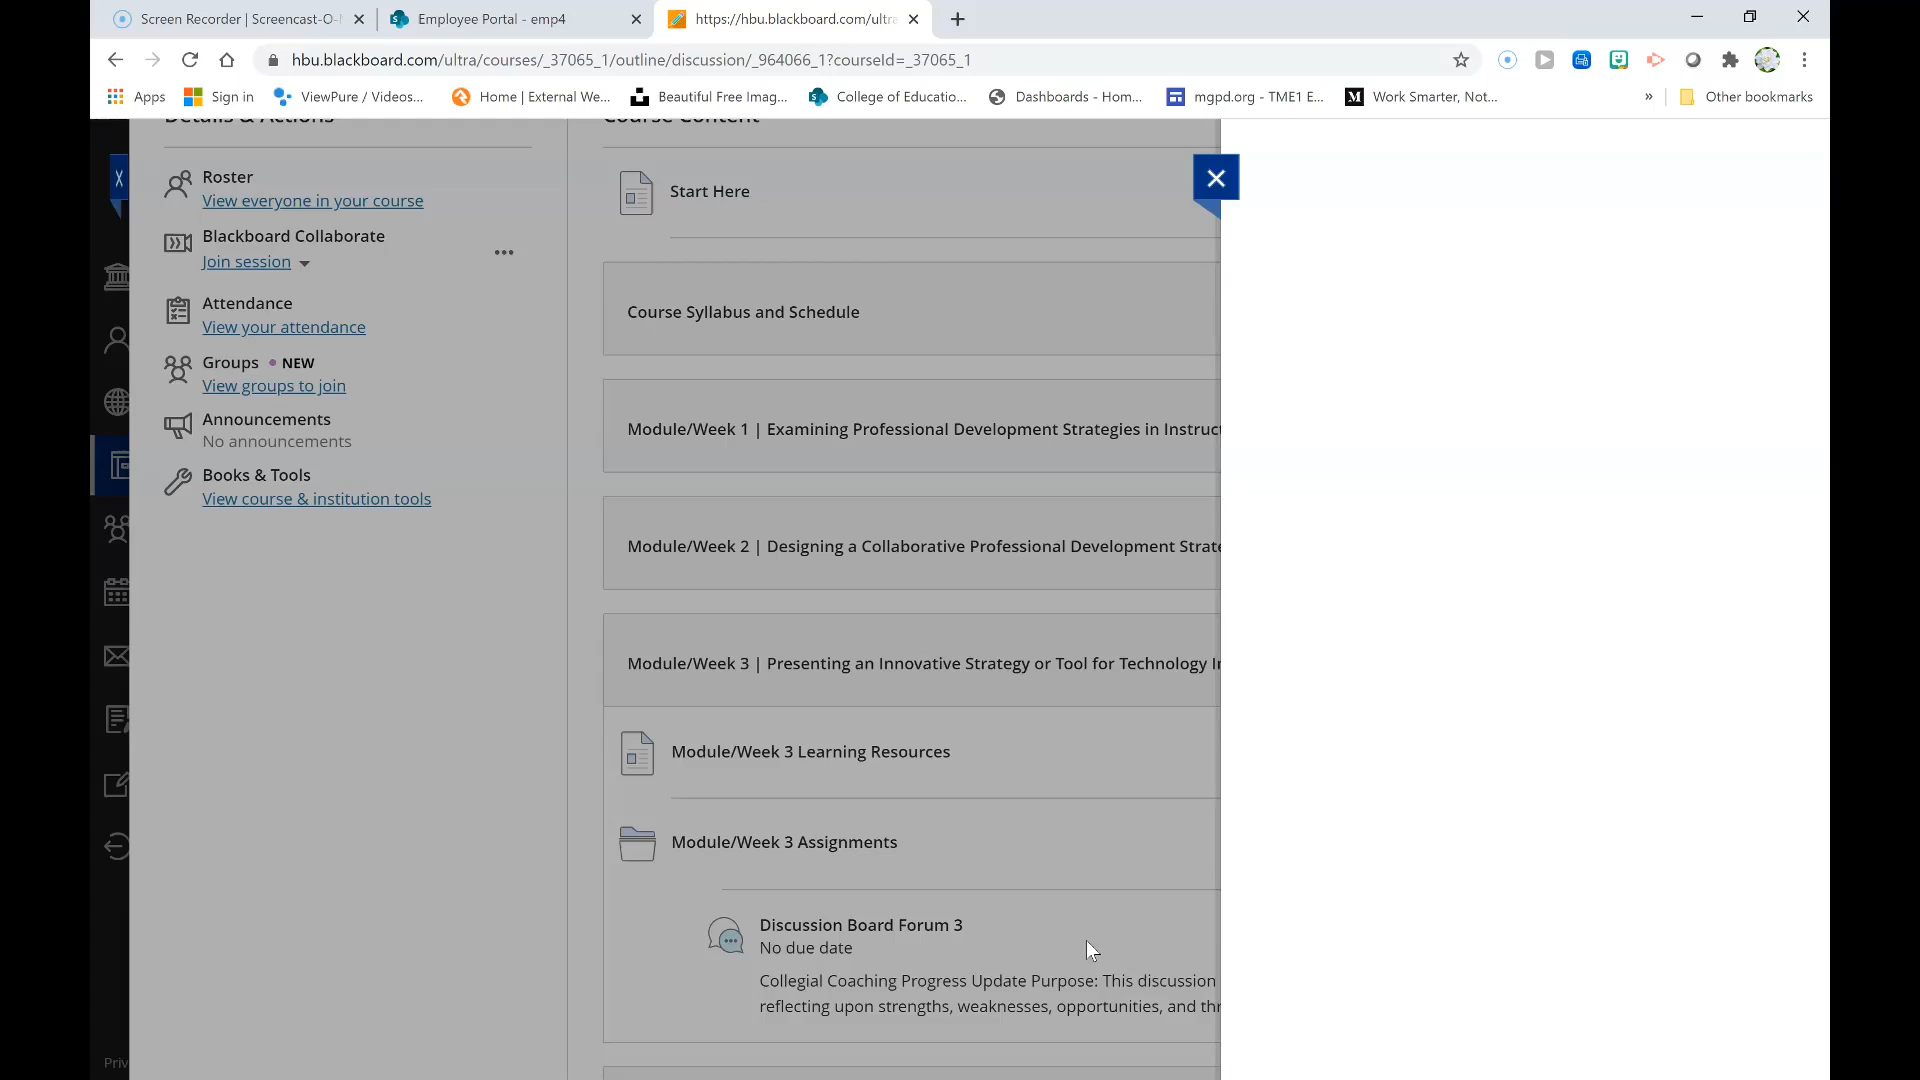 Screen Recorder | Screencast-O-
Employee Portal - emp4
https://hbu.blackboard.com/ultra
hbu.blackboard.com/ultra/courses/_37065_1/outline/discussion/_964066_1?courseId=_37065_1
Apps
Sign in
ViewPure / Videos...
Home | External We...
Beautiful Free Imag...
College of Educatio...
Dashboards - Hom...
mgpd.org - TME1 E...
Work Smarter, Not...
»
Other bookmarks
Details & Actions
Roster
View everyone in your course
Blackboard Collaborate
Join session
Attendance
View your attendance
Groups • NEW
View groups to join
Announcements
No announcements
Books & Tools
View course & institution tools
Course Content
Start Here
Course Syllabus and Schedule
Module/Week 1 | Examining Professional Development Strategies in Instruct
Module/Week 2 | Designing a Collaborative Professional Development Strate
Module/Week 3 | Presenting an Innovative Strategy or Tool for Technology I
Module/Week 3 Learning Resources
Module/Week 3 Assignments
Discussion Board Forum 3
No due date
Collegial Coaching Progress Update Purpose: This discussion
reflecting upon strengths, weaknesses, opportunities, and thr
Priv